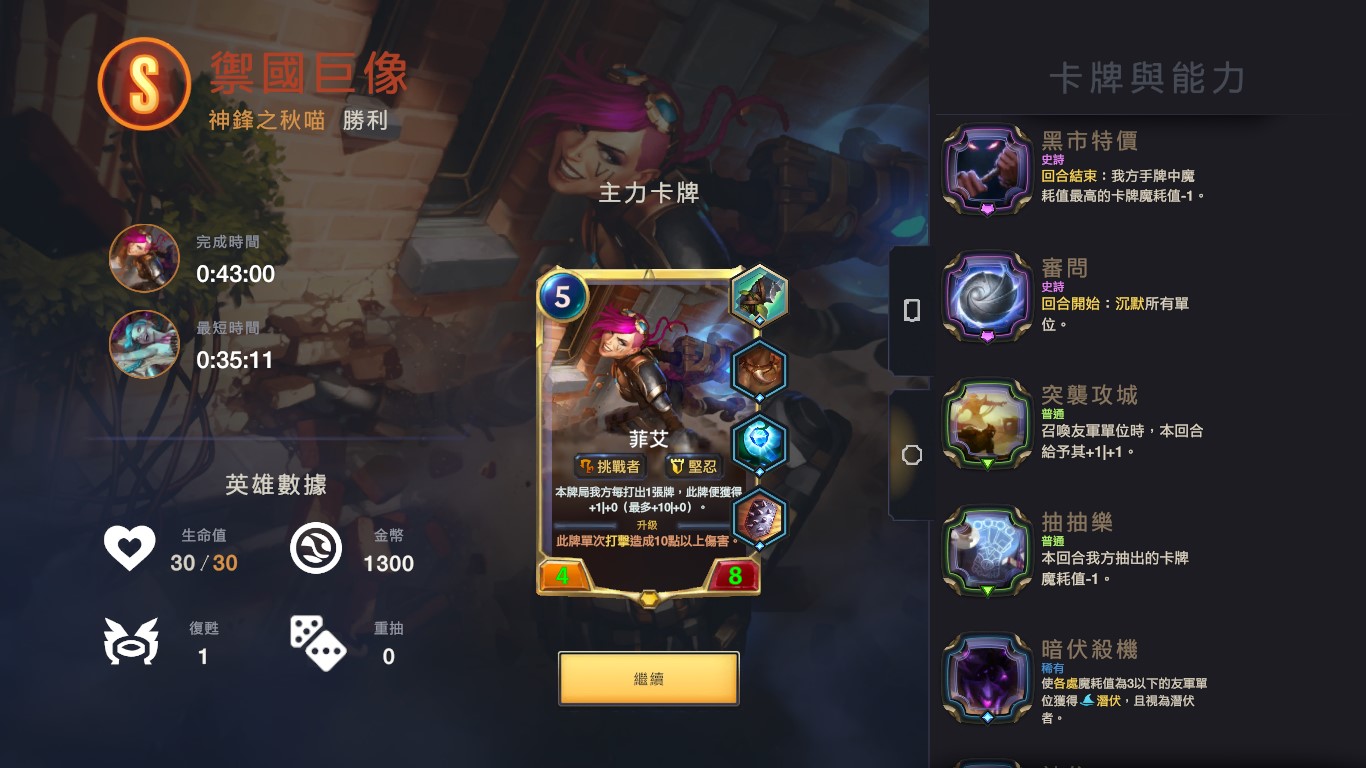 S
禦國巨像
神鋒之秋喵 勝利
完成時間
0:43:00
最短時間
0:35:11
英雄數據
生命值
30 / 30
金幣
1300
復甦
1
重抽
0
主力卡牌
5
菲艾
挑戰者 堅忍
本牌局我方每打出1張牌，此牌便獲得
+1|+0（最多+10|+0）。
升級
此牌單次打擊造成10點以上傷害。
4
8
繼續
卡牌與能力
黑市特價
史詩
回合結束：我方手牌中魔
耗值最高的卡牌魔耗值-1。
審問
史詩
回合開始：沉默所有單
位。
突襲攻城
普通
召喚友軍單位時，本回合
給予其+1|+1。
抽抽樂
普通
本回合我方抽出的卡牌
魔耗值-1。
暗伏殺機
稀有
使各處魔耗值為3以下的友軍單
位獲得潛伏，且視為潛伏
者。